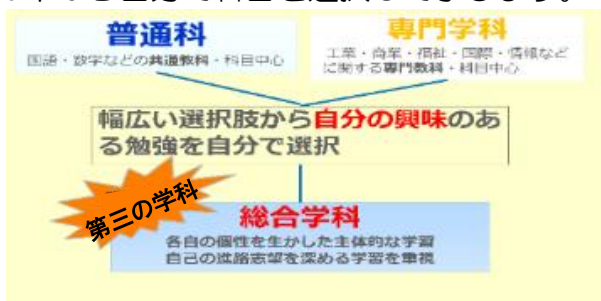 普通科
国語・数学などの共通教科・科目中心
専門学科
工業・商業・福祉・国際・情報など
に関する専門教科・科目中心
幅広い選択肢から自分の興味のあ
る勉強を自分で選択
第三の学科
総合学科
各自の個性を生かした主体的な学習
自己の進路志望を深める学習を重視